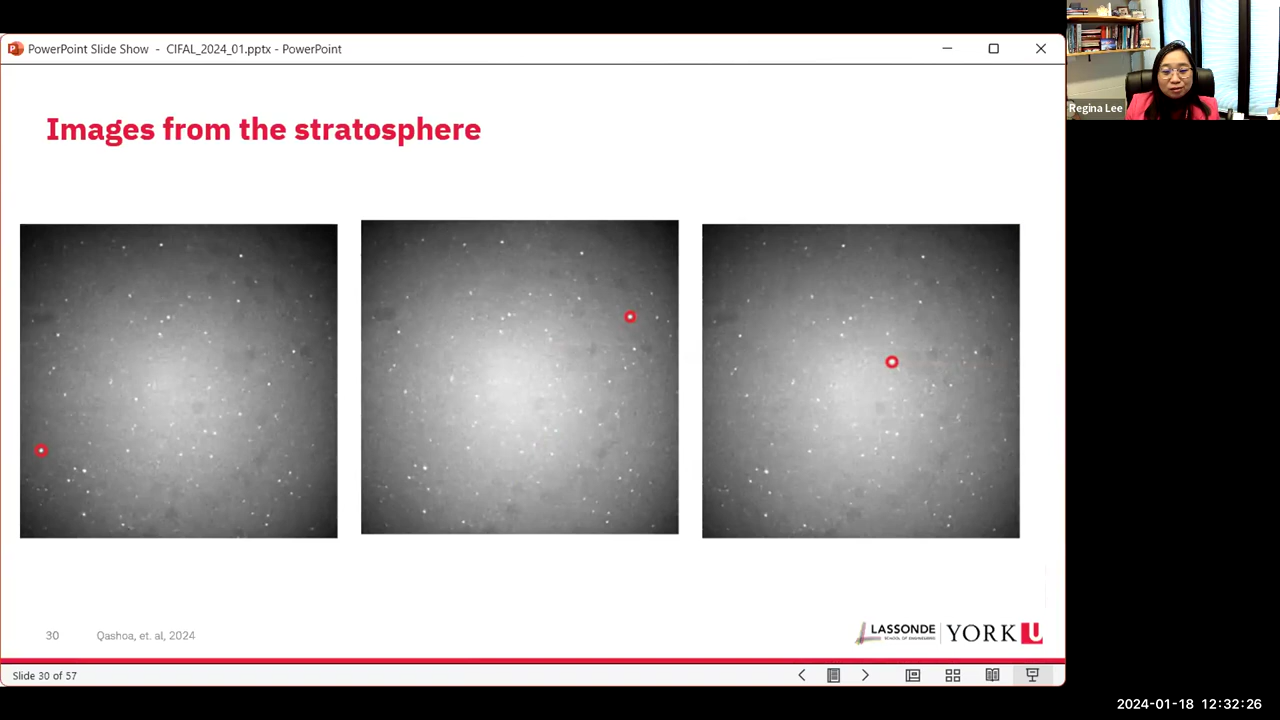 PowerPoint Slide Show - CIFAL_2024_01.pptx - PowerPoint
Regina Lee
Images from the stratosphere
30 Qashoa, et. al, 2024
LASSONDE
SCHOOL OF ENGINEERING
YORK U
Slide 30 of 57
2024-01-18 12:32:26